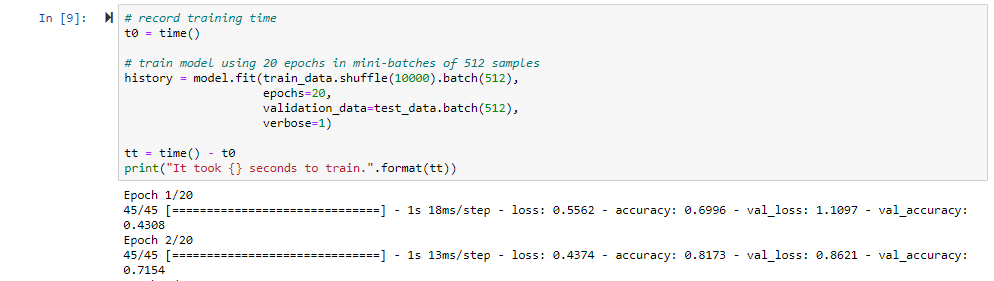 In [9]:
# record training time
t0 = time()
# train model using 20 epochs in mini-batches of 512 samples
history = model.fit(train_data.shuffle(10000).batch(512),
epochs=20,
validation_data=test_data.batch(512),
verbose=1)
tt = time() - t0
print("It took {} seconds to train.".format(tt))
Epoch 1/20
45/45 [==============================] - 1s 18ms/step - loss: 0.5562 - accuracy: 0.6996 - val_loss: 1.1097 - val_accuracy:
0.4308
Epoch 2/20
45/45 [==============================] - 1s 13ms/step - loss: 0.4374 - accuracy: 0.8173 - val_loss: 0.8621 - val_accuracy:
0.7154